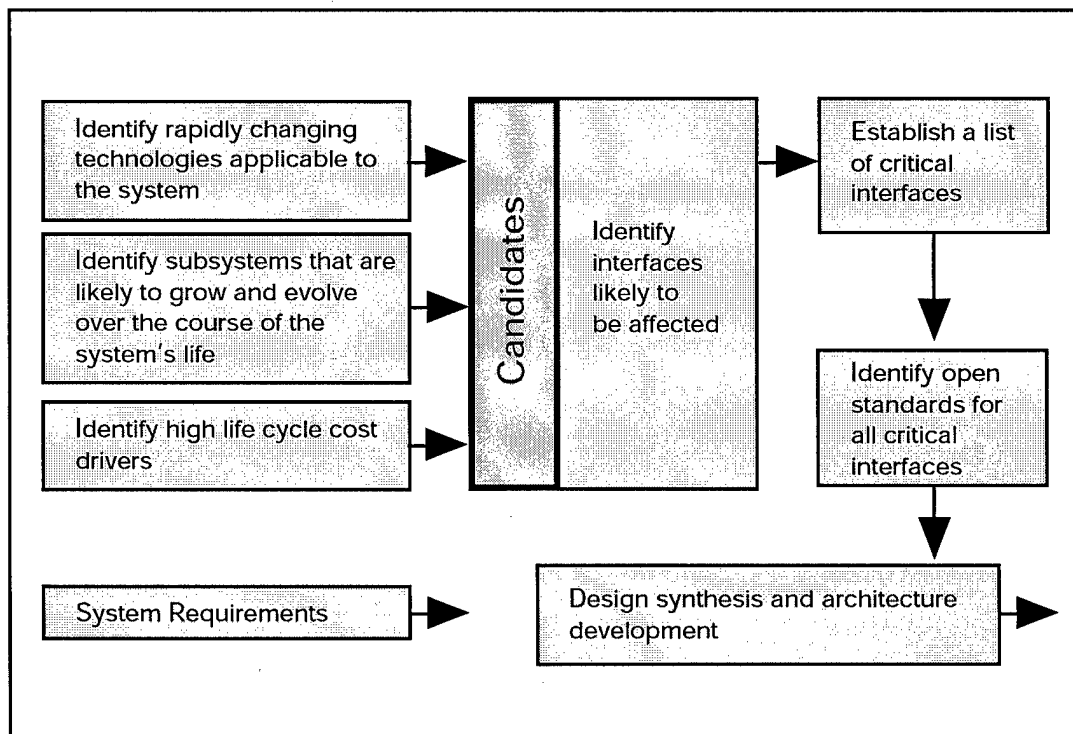 Identify rapidly changing
technologies applicable to
the system
Identify subsystems that are
likely to grow and evolve
over the course of the
system's life
Identify high life cycle cost
drivers
Candidates
Identify
interfaces
likely to
be affected
Establish a list
of critical
interfaces
Identify open
standards for
all critical
interfaces
System Requirements
Design synthesis and architecture
development